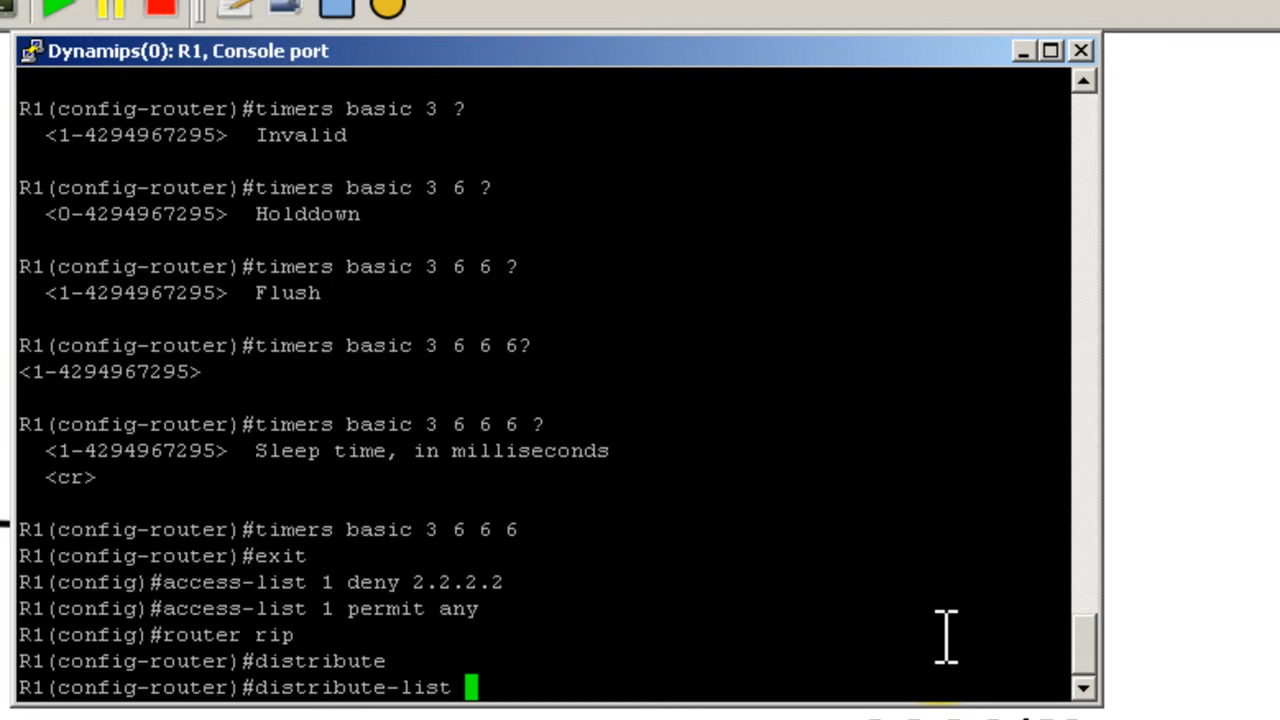 Dynamips(0): R1, Console port
R1(config-router)#timers basic 3 ?
<1-4294967295>  Invalid
R1(config-router)#timers basic 3 6 ?
<0-4294967295>  Holddown
R1(config-router)#timers basic 3 6 6 ?
<1-4294967295>  Flush
R1(config-router)#timers basic 3 6 6 6?
<1-4294967295>
R1(config-router)#timers basic 3 6 6 6 ?
<1-4294967295>  Sleep time, in milliseconds
<cr>
R1(config-router)#timers basic 3 6 6 6
R1(config-router)#exit
R1(config)#access-list 1 deny 2.2.2.2
R1(config)#access-list 1 permit any
R1(config)#router rip
R1(config-router)#distribute
R1(config-router)#distribute-list